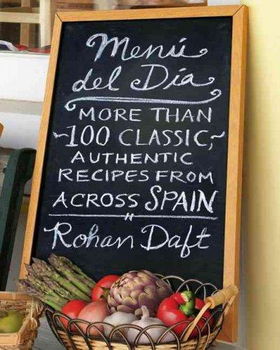 Menú
del Día
MORE THAN
100 CLASSIC,
AUTHENTIC
RECIPES FROM
ACROSS SPAIN
Rohan Daft